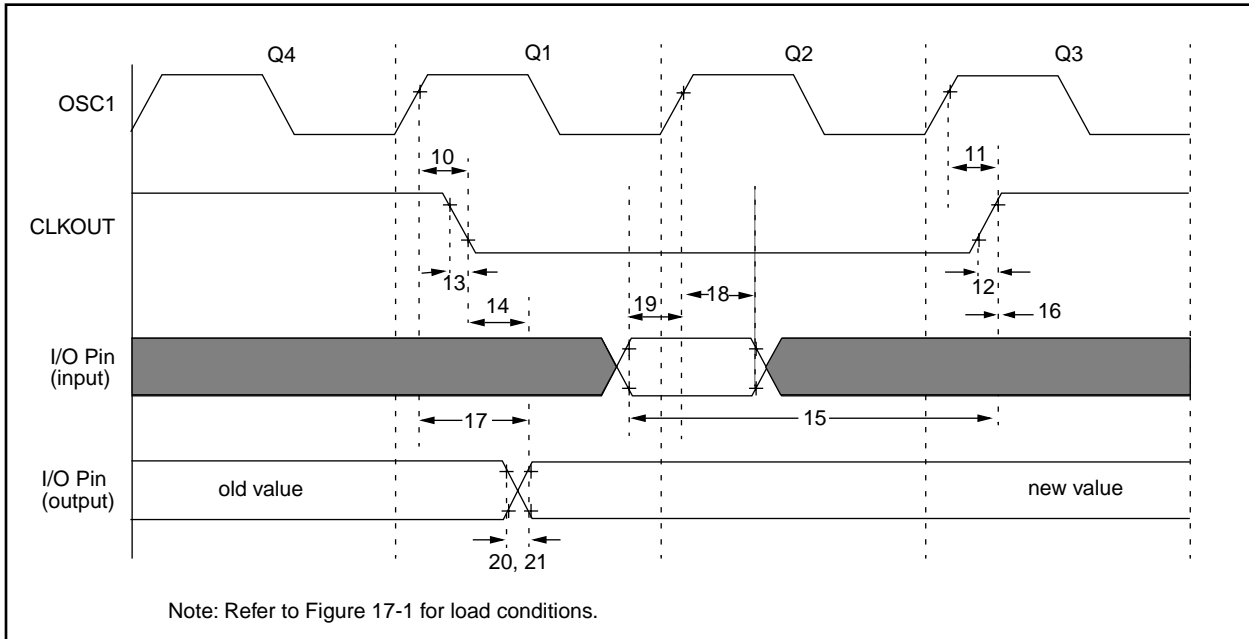 Q4
Q1
Q2
Q3
OSC1
10
11
CLKOUT
13
12
14
19
18
16
I/O Pin
(input)
17
15
I/O Pin
(output)
old value
new value
20, 21
Note: Refer to Figure 17-1 for load conditions.